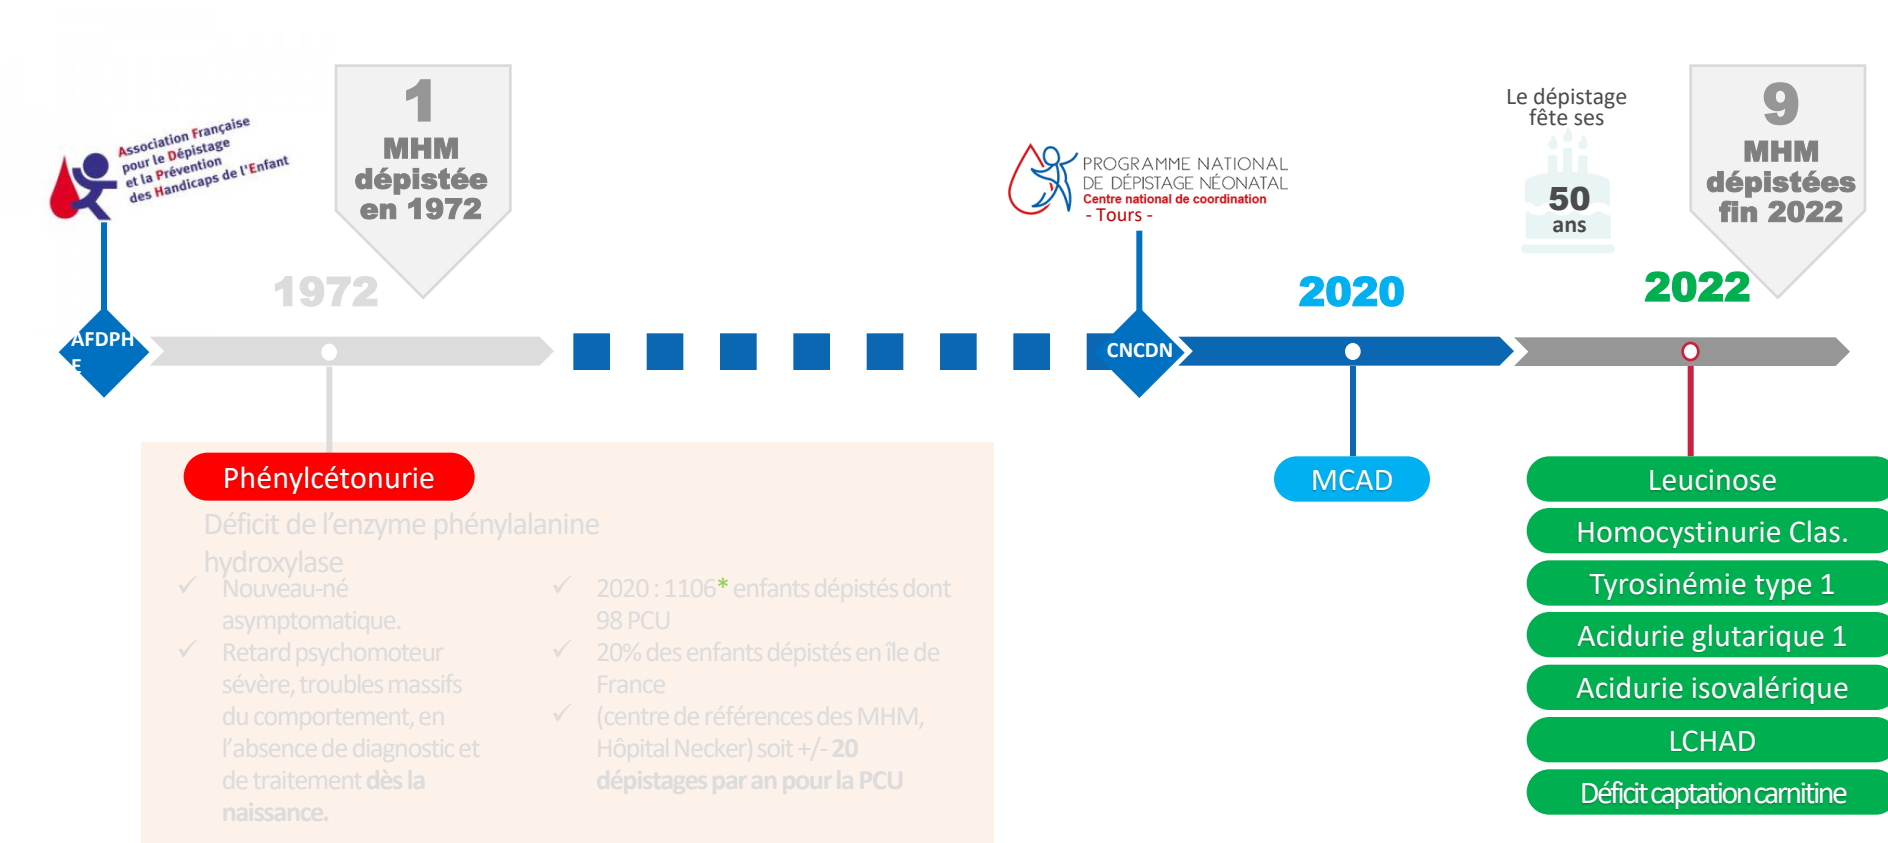 Association Française
pour le Dépistage
et la Prévention
des Handicaps de l'Enfant
1
MHM
dépistée
en 1972
PROGRAMME NATIONAL
DE DÉPISTAGE NÉONATAL
Centre national de coordination
- Tours -
Le dépistage
fête ses
50
ans
9
MHM
dépistées
fin 2022
1972
2020
2022
AFDPH
E
CNCDN
Phénylcétonurie
Déficit de l'enzyme phénylalanine
hydroxylase
✓ Nouveau-né
asymptomatique.
✓ Retard psychomoteur
sévère, troubles massifs
du comportement, en
l'absence de diagnostic et
de traitement dès la
naissance.
✓ 2020 : 1106* enfants dépistés dont
98 PCU
✓ 20% des enfants dépistés en île de
France
✓ (centre de références des MHM,
Hôpital Necker) soit +/- 20
dépistages par an pour la PCU
MCAD
Leucinose
Homocystinurie Clas.
Tyrosinémie type 1
Acidurie glutarique 1
Acidurie isovalérique
LCHAD
Déficit captation carnitine